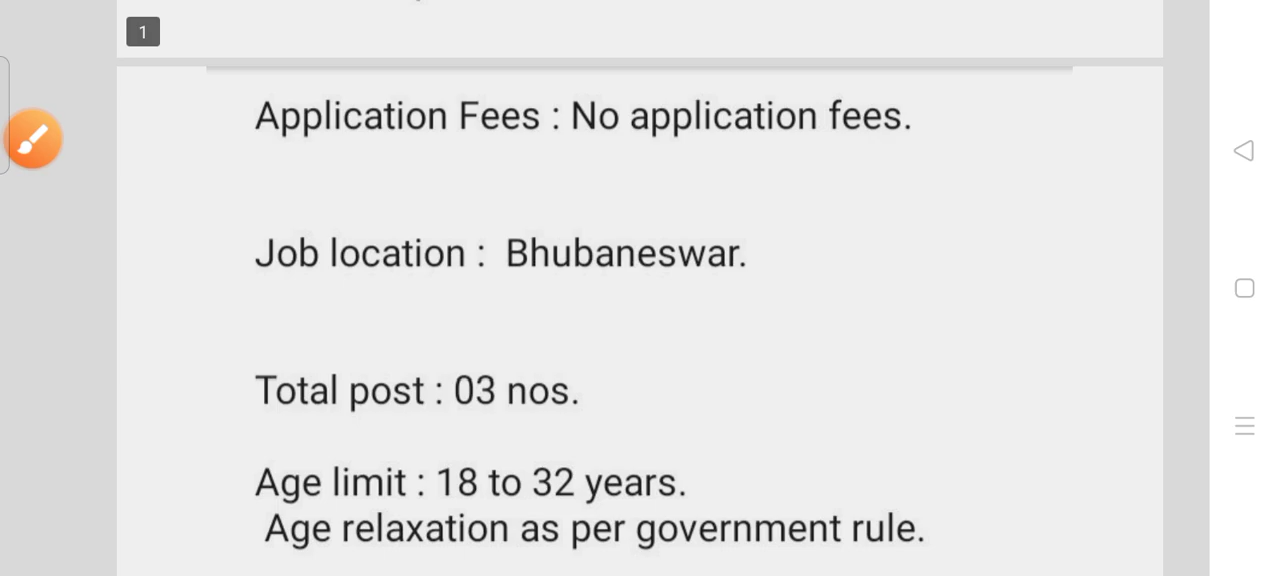 1
Application Fees : No application fees.
Job location :  Bhubaneswar.
Total post : 03 nos.
Age limit : 18 to 32 years.
Age relaxation as per government rule.